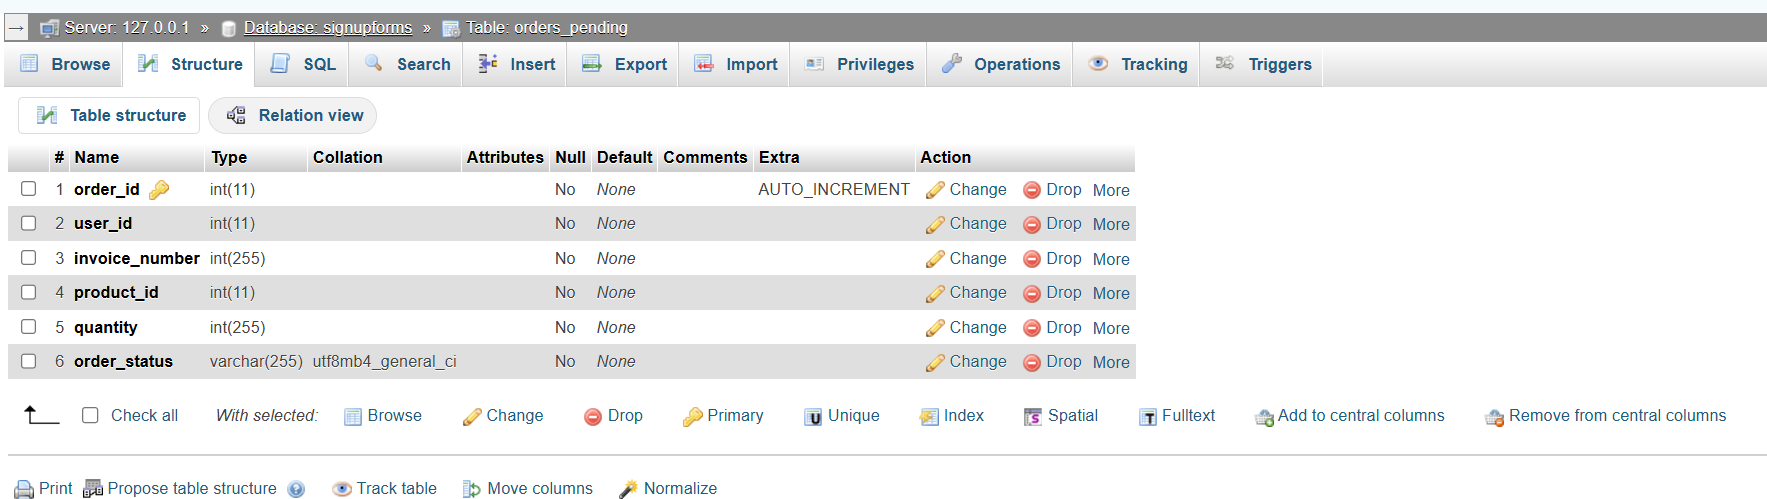 → Server: 127.0.0.1 » Database: signupforms » Table: orders_pending
Browse Structure SQL Search Insert Export Import Privileges Operations Tracking Triggers
Table structure Relation view
# Name Type Collation Attributes Null Default Comments Extra Action
1 order_id int(11) No None AUTO_INCREMENT Change Drop More
2 user_id int(11) No None Change Drop More
3 invoice_number int(255) No None Change Drop More
4 product_id int(11) No None Change Drop More
5 quantity int(255) No None Change Drop More
6 order_status varchar(255) utf8mb4_general_ci No None Change Drop More
Check all With selected: Browse Change Drop Primary Unique Index Spatial Fulltext Add to central columns Remove from central columns
Print Propose table structure Track table Move columns Normalize